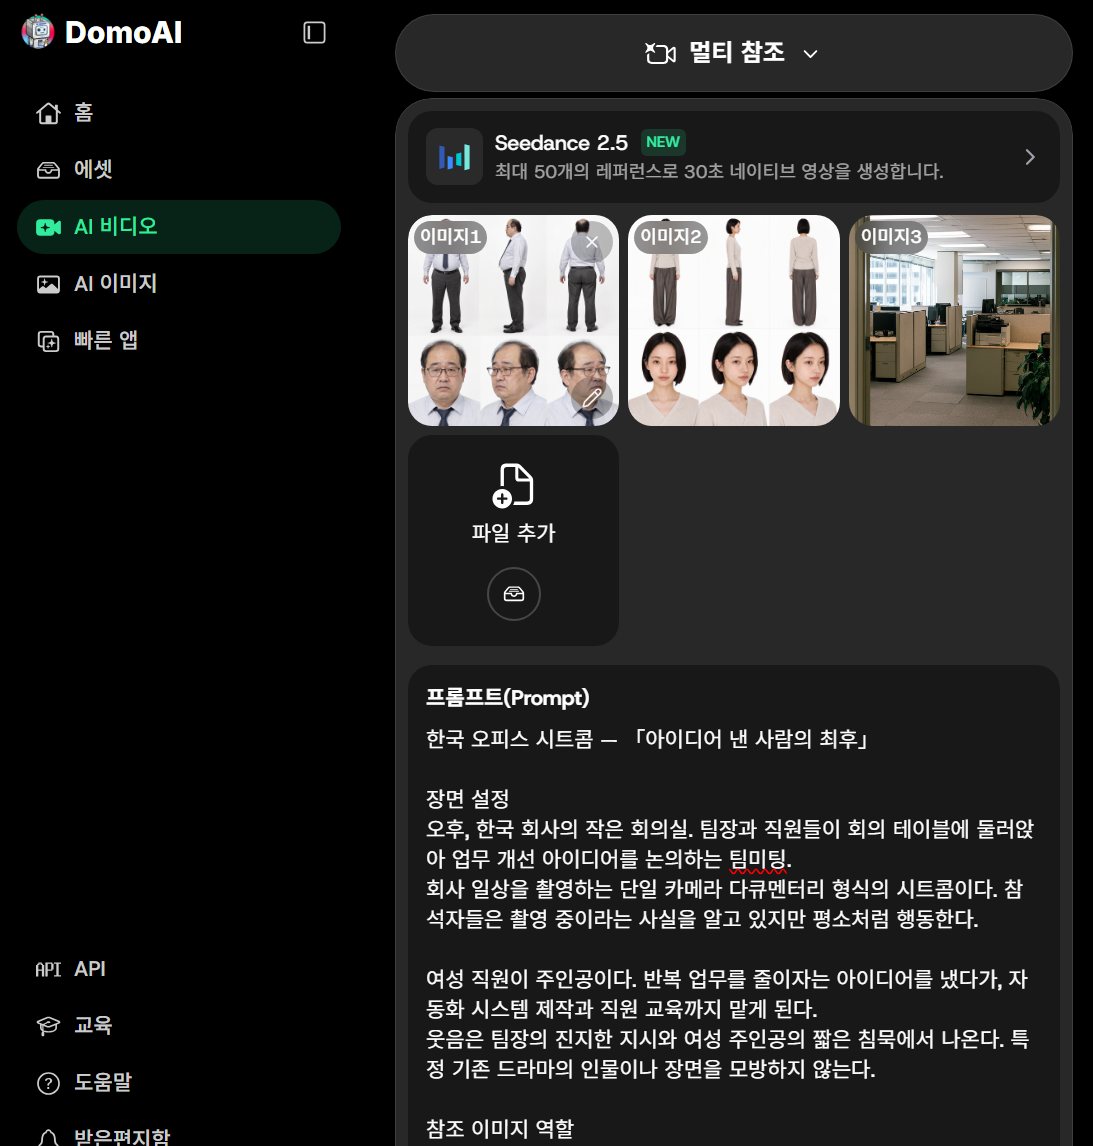 DomoAI
홈
에셋
AI 비디오
AI 이미지
빠른 앱
API API
교육
도움말
받은편지함
멀티 참조
Seedance 2.5 NEW
최대 50개의 레퍼런스로 30초 네이티브 영상을 생성합니다.
이미지1
이미지2
이미지3
파일 추가
프롬프트(Prompt)
한국 오피스 시트콤 — 「아이디어 낸 사람의 최후」
장면 설정
오후, 한국 회사의 작은 회의실. 팀장과 직원들이 회의 테이블에 둘러앉
아 업무 개선 아이디어를 논의하는 팀미팅.
회사 일상을 촬영하는 단일 카메라 다큐멘터리 형식의 시트콤이다. 참
석자들은 촬영 중이라는 사실을 알고 있지만 평소처럼 행동한다.
여성 직원이 주인공이다. 반복 업무를 줄이자는 아이디어를 냈다가, 자
동화 시스템 제작과 직원 교육까지 맡게 된다.
웃음은 팀장의 진지한 지시와 여성 주인공의 짧은 침묵에서 나온다. 특
정 기존 드라마의 인물이나 장면을 모방하지 않는다.
참조 이미지 역할